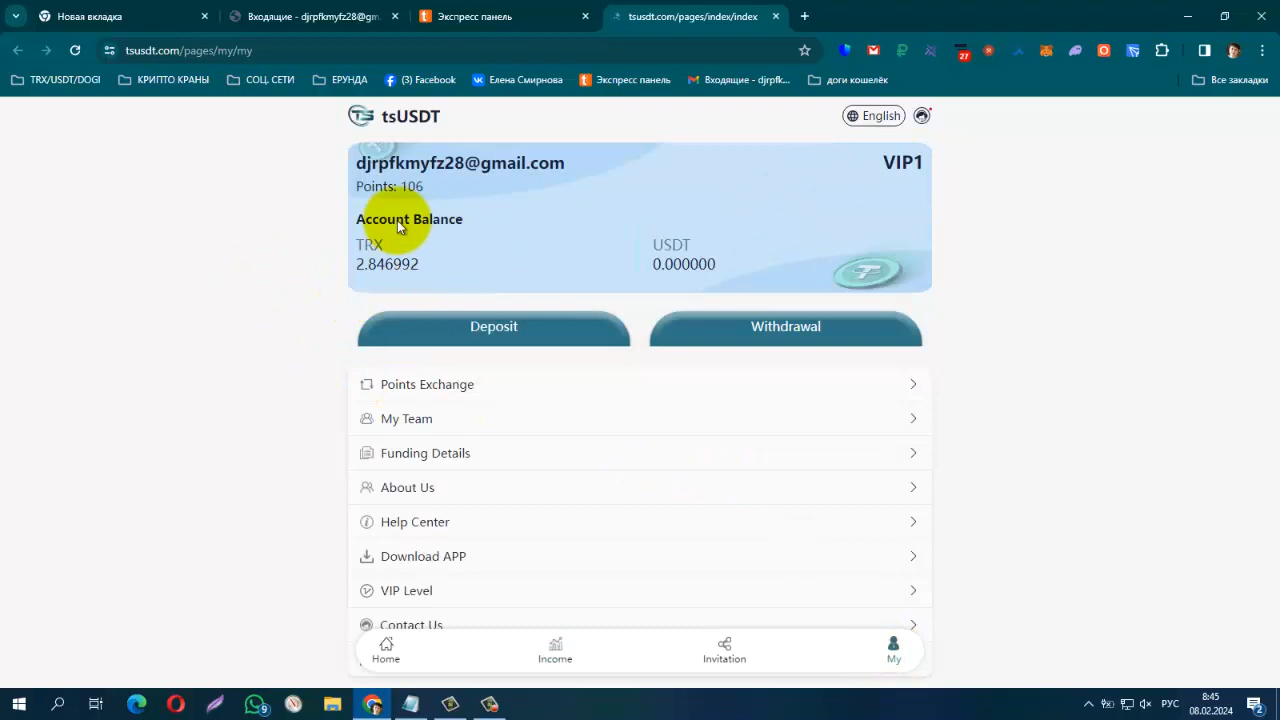 Новая вкладка
Входящие - djrpfkmyfz28@gm...
Экспресс панель
tsusdt.com/pages/index/index
tsusdt.com/pages/my/my
27
TRX/USDT/DOGI
КРИПТО КРАНЫ
СОЦ. СЕТИ
ЕРУНДА
(3) Facebook
Елена Смирнова
Экспресс панель
Входящие - djrpfk...
доги кошелёк
Все закладки
tsUSDT
English
djrpfkmyfz28@gmail.com
VIP1
Points: 106
Account Balance
TRX
USDT
2.846992
0.000000
Deposit
Withdrawal
Points Exchange
My Team
Funding Details
About Us
Help Center
Download APP
VIP Level
Contact Us
Home
Income
Invitation
My
9
РУС
8:45
08.02.2024
2